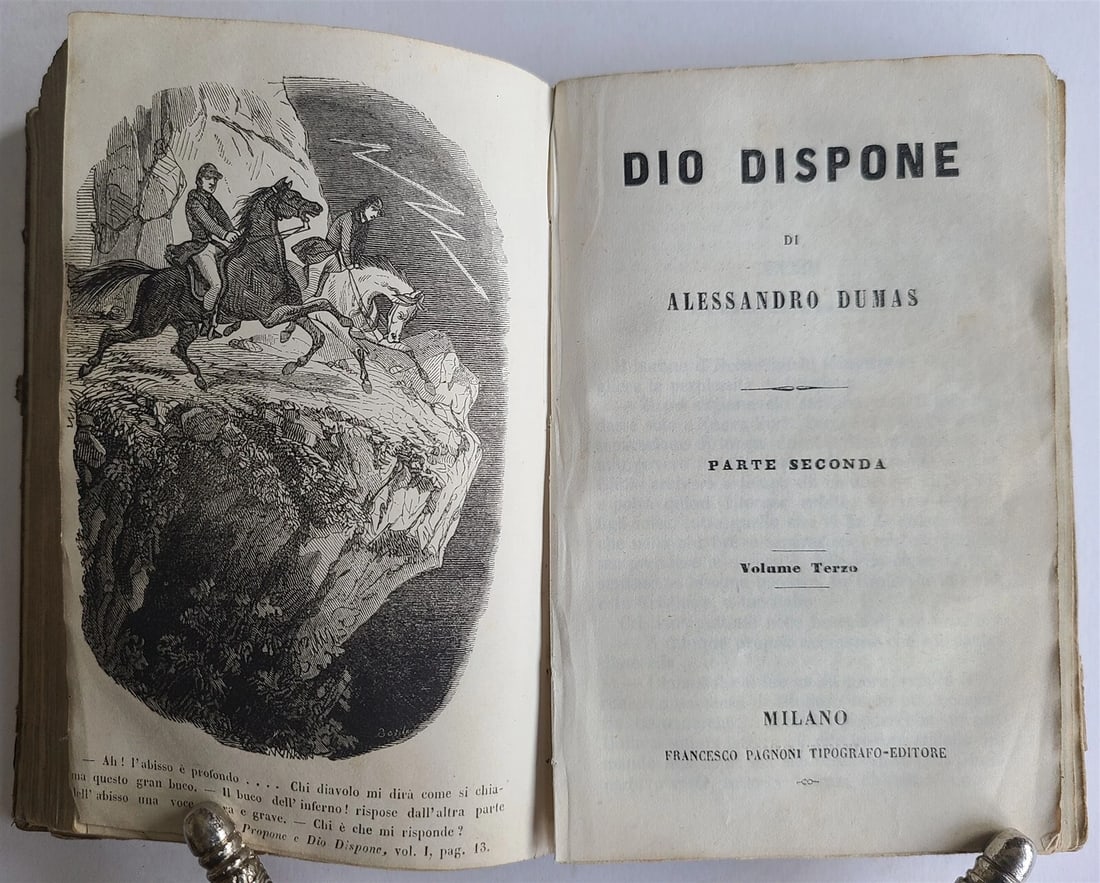 — Ah! l'abisso è profondo . . . . Chi diavolo mi dirà come si chia-
ma questo gran buco. — Il buco dell'inferno! rispose dall'altra parte
dell'abisso una voce e grave. — Chi è che mi risponde?
Propone e Dio Dispone, vol. I, pag. 13.
DIO DISPONE
DI
ALESSANDRO DUMAS
PARTE SECONDA
Volume Terzo
MILANO
FRANCESCO PAGNONI TIPOGRAFO-EDITORE